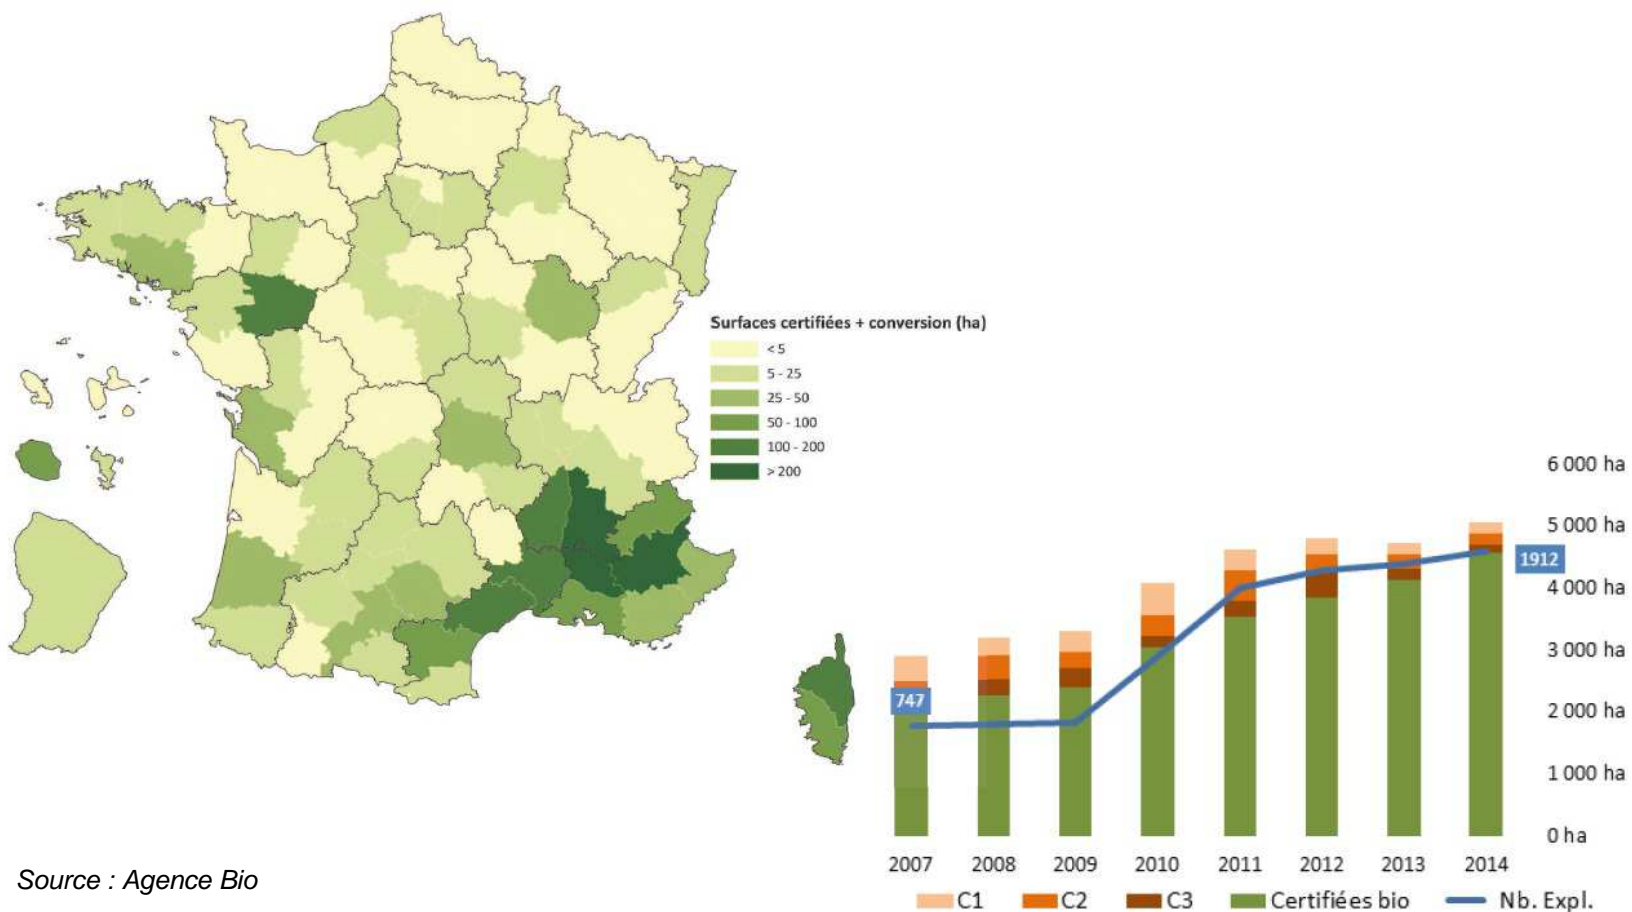 Surfaces certifiées + conversion (ha)
< 5
5 - 25
25 - 50
50 - 100
100 - 200
> 200
6 000 ha
5 000 ha
4 000 ha
3 000 ha
2 000 ha
1 000 ha
0 ha
747
1912
2007 2008 2009 2010 2011 2012 2013 2014
C1 C2 C3 Certifiées bio Nb. Expl.
Source : Agence Bio